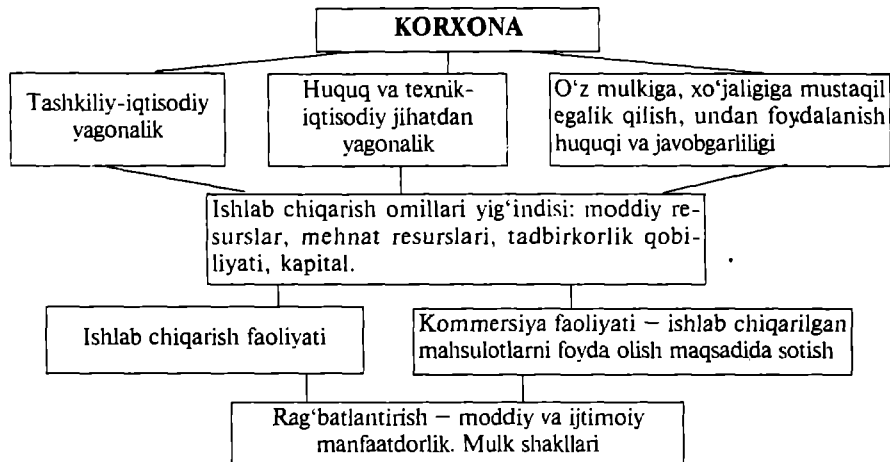 KORXONA
Tashkiliy-iqtisodiy
yagonalik
Huquq va texnik-
iqtisodiy jihatdan
yagonalik
O‘z mulkiga, xo‘jaligiga mustaqil
egalik qilish, undan foydalanish
huquqi va javobgarliligi
Ishlab chiqarish omillari yig‘indisi: moddiy re-
surslar, mehnat resurslari, tadbirkorlik qobi-
liyati, kapital.
Ishlab chiqarish faoliyati
Kommersiya faoliyati – ishlab chiqarilgan
mahsulotlarni foyda olish maqsadida sotish
Rag‘batlantirish – moddiy va ijtimoiy
manfaatdorlik. Mulk shakllari